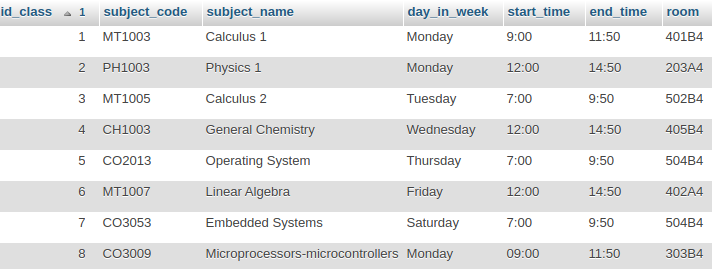 id_class 1 subject_code subject_name day_in_week start_time end_time room
1 MT1003 Calculus 1 Monday 9:00 11:50 401B4
2 PH1003 Physics 1 Monday 12:00 14:50 203A4
3 MT1005 Calculus 2 Tuesday 7:00 9:50 502B4
4 CH1003 General Chemistry Wednesday 12:00 14:50 405B4
5 CO2013 Operating System Thursday 7:00 9:50 504B4
6 MT1007 Linear Algebra Friday 12:00 14:50 402A4
7 CO3053 Embedded Systems Saturday 7:00 9:50 504B4
8 CO3009 Microprocessors-microcontrollers Monday 09:00 11:50 303B4